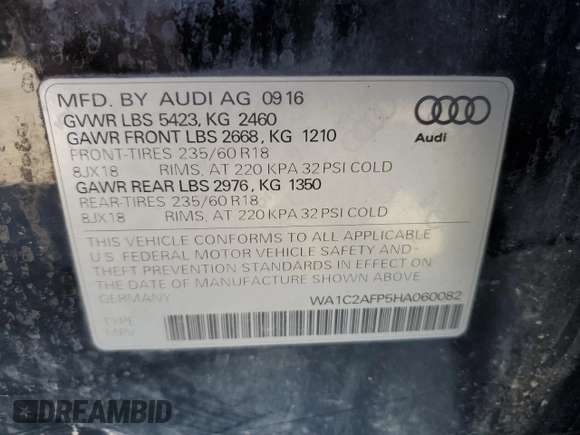 MFD. BY AUDI AG 0916
GVWR LBS 5423, KG 2460
GAWR FRONT LBS 2668, KG 1210
FRONT-TIRES 235/60 R18
8JX18 RIMS, AT 220 KPA 32 PSI COLD
GAWR REAR LBS 2976, KG 1350
REAR-TIRES 235/60 R18
8JX18 RIMS, AT 220 KPA 32 PSI COLD
Audi
THIS VEHICLE CONFORMS TO ALL APPLICABLE
U.S. FEDERAL MOTOR VEHICLE SAFETY AND
THEFT PREVENTION STANDARDS IN EFFECT ON
THE DATE OF MANUFACTURE SHOWN ABOVE.
GERMANY WA1C2AFP5HA060082
TYPE
MPV
DREAMBID